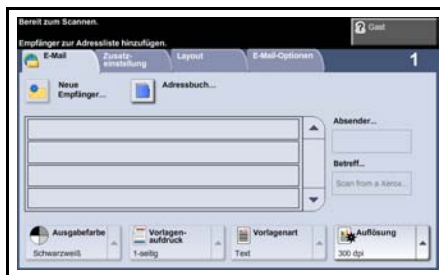 Bereit zum Scannen.
Gast
Empfänger zur Adressliste hinzufügen.
E-Mail
Zusatz-
einstellung
Layout
E-Mail-Optionen
1
Neue
Empfänger...
Adressbuch...
Absender...
Betreff...
Scan from a Xerox...
Ausgabefarbe
Schwarzweiß
Vorlagen-
aufdruck
1-seitig
Vorlagenart
Text
Auflösung
300 dpi